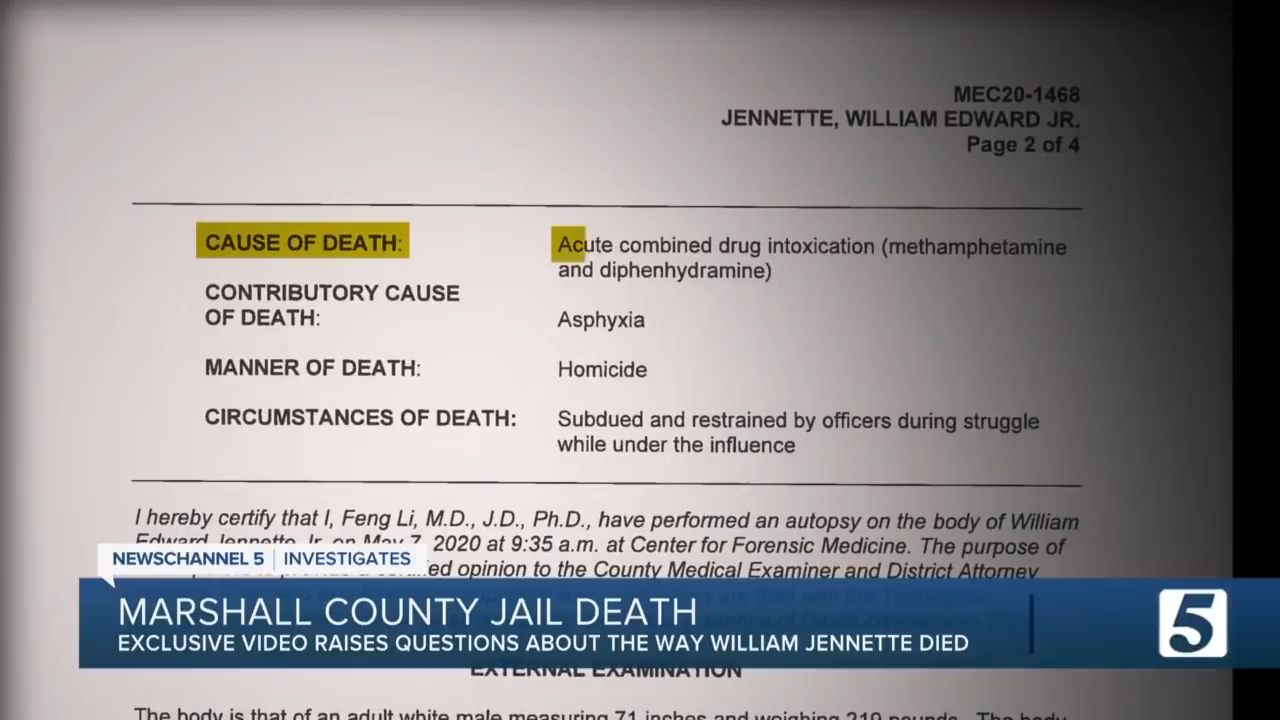 MEC20-1468
JENNETTE, WILLIAM EDWARD JR.
Page 2 of 4
CAUSE OF DEATH:
Acute combined drug intoxication (methamphetamine
and diphenhydramine)
CONTRIBUTORY CAUSE
OF DEATH:
Asphyxia
MANNER OF DEATH:
Homicide
CIRCUMSTANCES OF DEATH:
Subdued and restrained by officers during struggle
while under the influence
I hereby certify that I, Feng Li, M.D., J.D., Ph.D., have performed an autopsy on the body of William
Edward Jennette Jr. on May 7, 2020 at 9:35 a.m. at Center for Forensic Medicine. The purpose of
opinion to the County Medical Examiner and District Attorney
NEWSCHANNEL 5 | INVESTIGATES
MARSHALL COUNTY JAIL DEATH
EXCLUSIVE VIDEO RAISES QUESTIONS ABOUT THE WAY WILLIAM JENNETTE DIED
5
EXTERNAL EXAMINATION
The body is that of an adult white male measuring 71 inches and weighing 210 pounds. The body